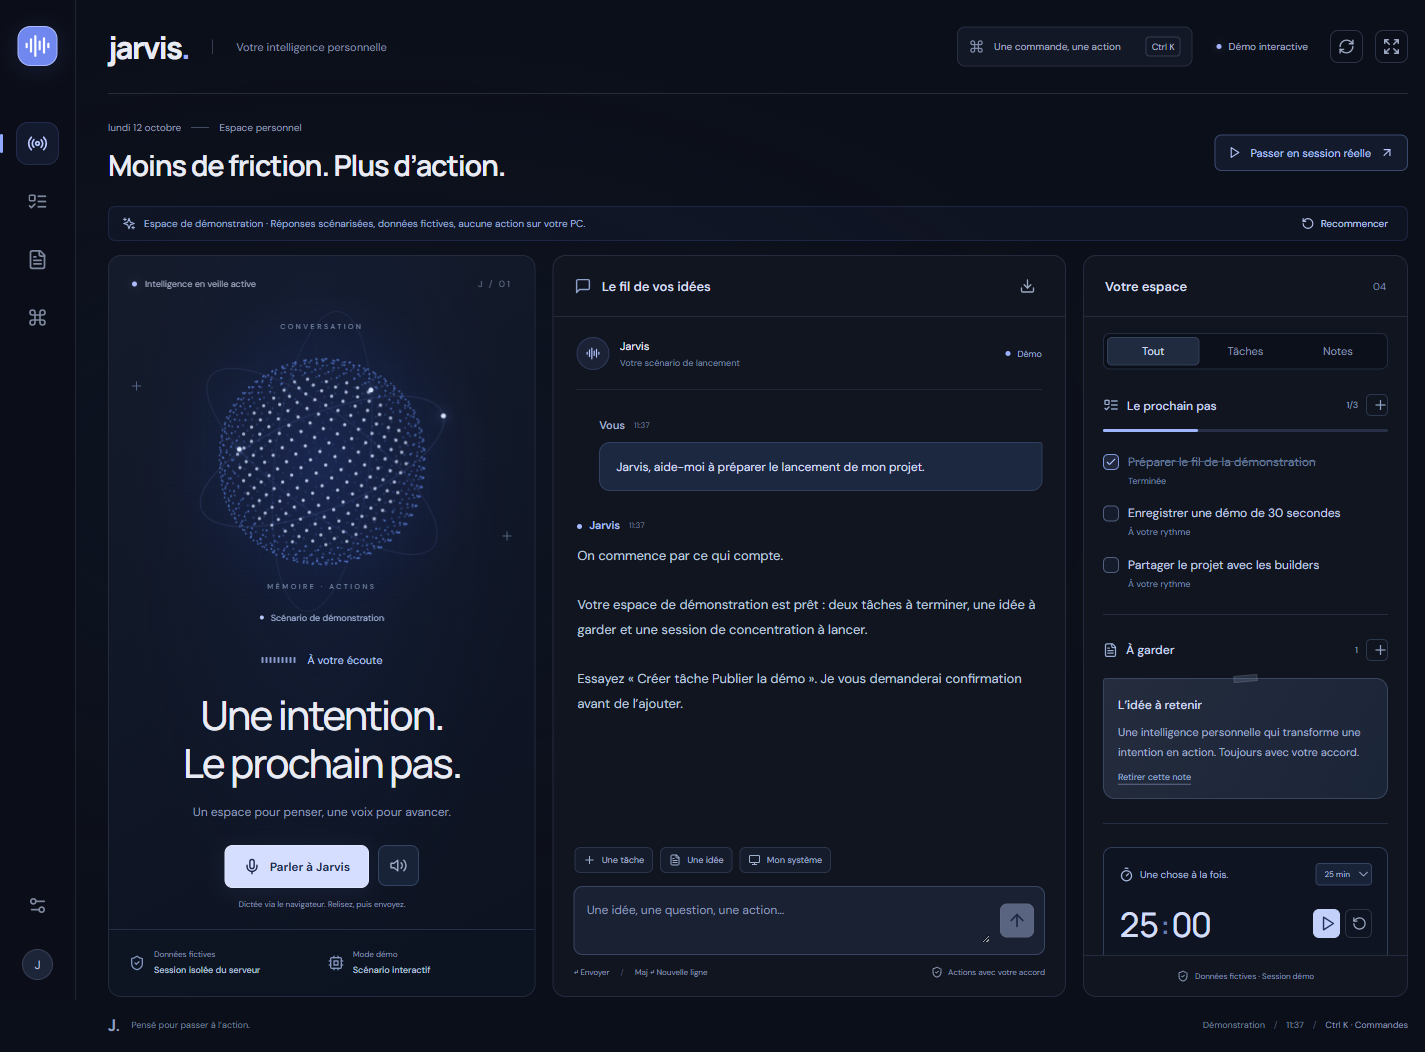 jarvis.
Votre intelligence personnelle
Une commande, une action
Ctrl K
Démo interactive
lundi 12 octobre
Espace personnel
Moins de friction. Plus d’action.
Passer en session réelle
Espace de démonstration · Réponses scénarisées, données fictives, aucune action sur votre PC.
Recommencer
Intelligence en veille active
J / 01
CONVERSATION
MÉMOIRE · ACTIONS
Scénario de démonstration
À votre écoute
Une intention.
Le prochain pas.
Un espace pour penser, une voix pour avancer.
Parler à Jarvis
Dictée via le navigateur. Relisez, puis envoyez.
Données fictives
Session isolée du serveur
Mode démo
Scénario interactif
Le fil de vos idées
Jarvis
Votre scénario de lancement
Démo
Vous 11:37
Jarvis, aide-moi à préparer le lancement de mon projet.
Jarvis 11:37
On commence par ce qui compte.
Votre espace de démonstration est prêt : deux tâches à terminer, une idée à
garder et une session de concentration à lancer.
Essayez « Créer tâche Publier la démo ». Je vous demanderai confirmation
avant de l’ajouter.
Une tâche
Une idée
Mon système
Une idée, une question, une action…
↵ Envoyer / Maj ↵ Nouvelle ligne
Actions avec votre accord
Votre espace
04
Tout
Tâches
Notes
Le prochain pas
1/3
Préparer le fil de la démonstration
Terminée
Enregistrer une démo de 30 secondes
À votre rythme
Partager le projet avec les builders
À votre rythme
À garder
1
L’idée à retenir
Une intelligence personnelle qui transforme une
intention en action. Toujours avec votre accord.
Retirer cette note
Une chose à la fois.
25 min
25:00
Données fictives · Session démo
J
J.
Pensé pour passer à l’action.
Démonstration / 11:37 / Ctrl K · Commandes